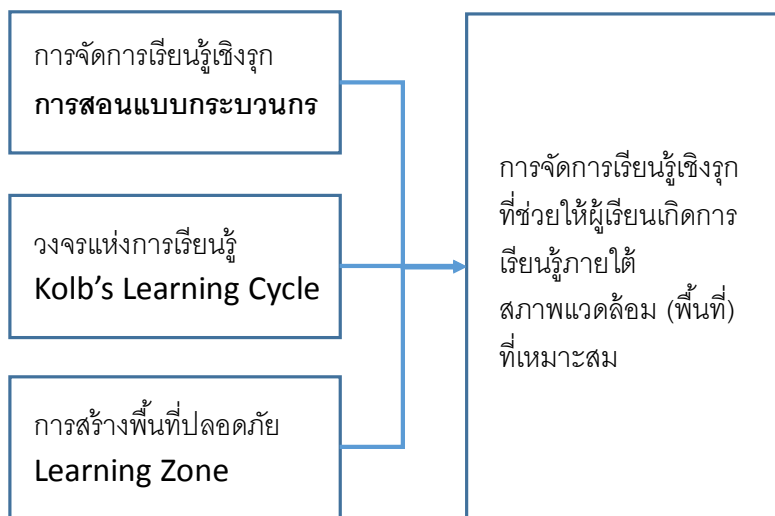 การจัดการเรียนรู้เชิงรุก
การสอนแบบกระบวนกร
วงจรแห่งการเรียนรู้
Kolb's Learning Cycle
การสร้างพื้นที่ปลอดภัย
Learning Zone
การจัดการเรียนรู้เชิงรุก
ที่ช่วยให้ผู้เรียนเกิดการ
เรียนรู้ภายใต้
สภาพแวดล้อม (พื้นที่)
ที่เหมาะสม